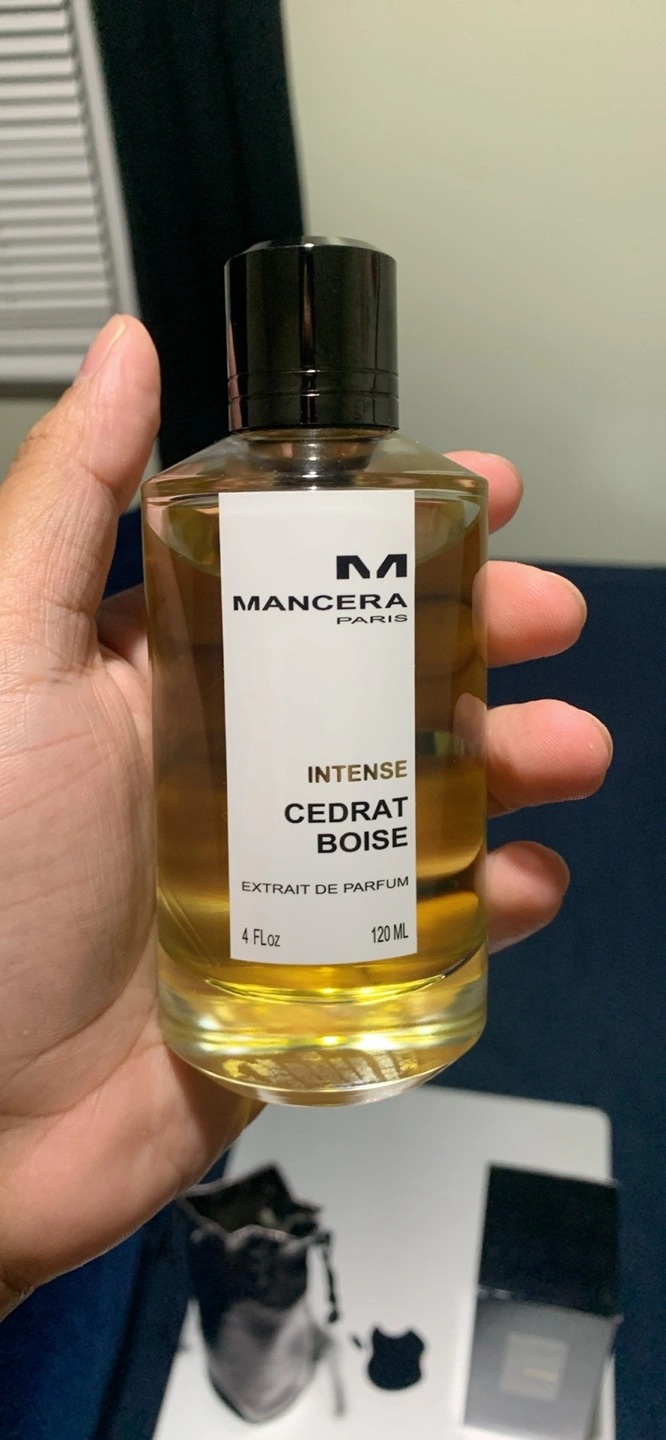 MANCERA
PARIS
INTENSE
CEDRAT
BOISE
EXTRAIT DE PARFUM
4 FLoz 120 ML